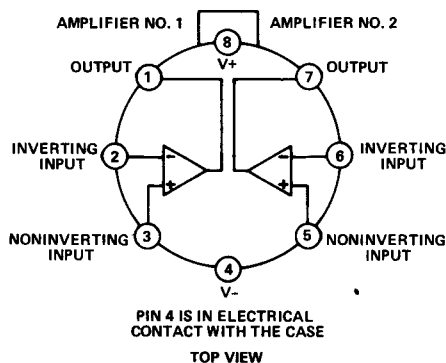 AMPLIFIER NO. 1
AMPLIFIER NO. 2
8
V+
OUTPUT
1
7
OUTPUT
INVERTING
INPUT
2
-
+
-
+
6
INVERTING
INPUT
NONINVERTING
INPUT
3
5
NONINVERTING
INPUT
4
V-
PIN 4 IS IN ELECTRICAL
CONTACT WITH THE CASE
TOP VIEW